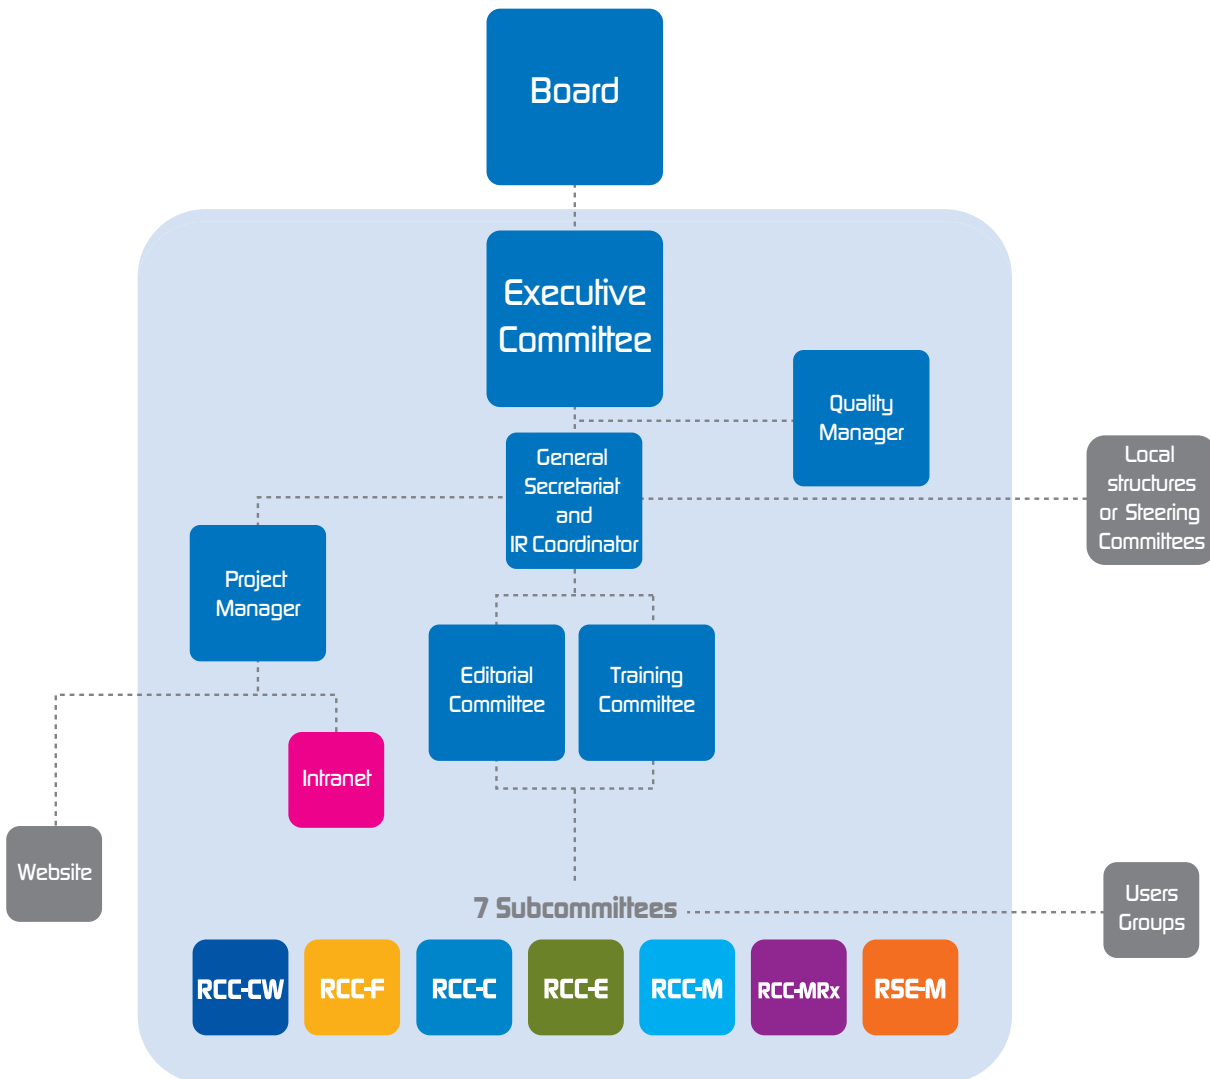 Board
Executive
Committee
Quality
Manager
General
Secretariat
and
IR Coordinator
Local
structures
or Steering
Committees
Project
Manager
Editorial
Committee
Training
Committee
Intranet
Website
7 Subcommittees
Users
Groups
RCC-CW
RCC-F
RCC-C
RCC-E
RCC-M
RCC-MRx
RSE-M